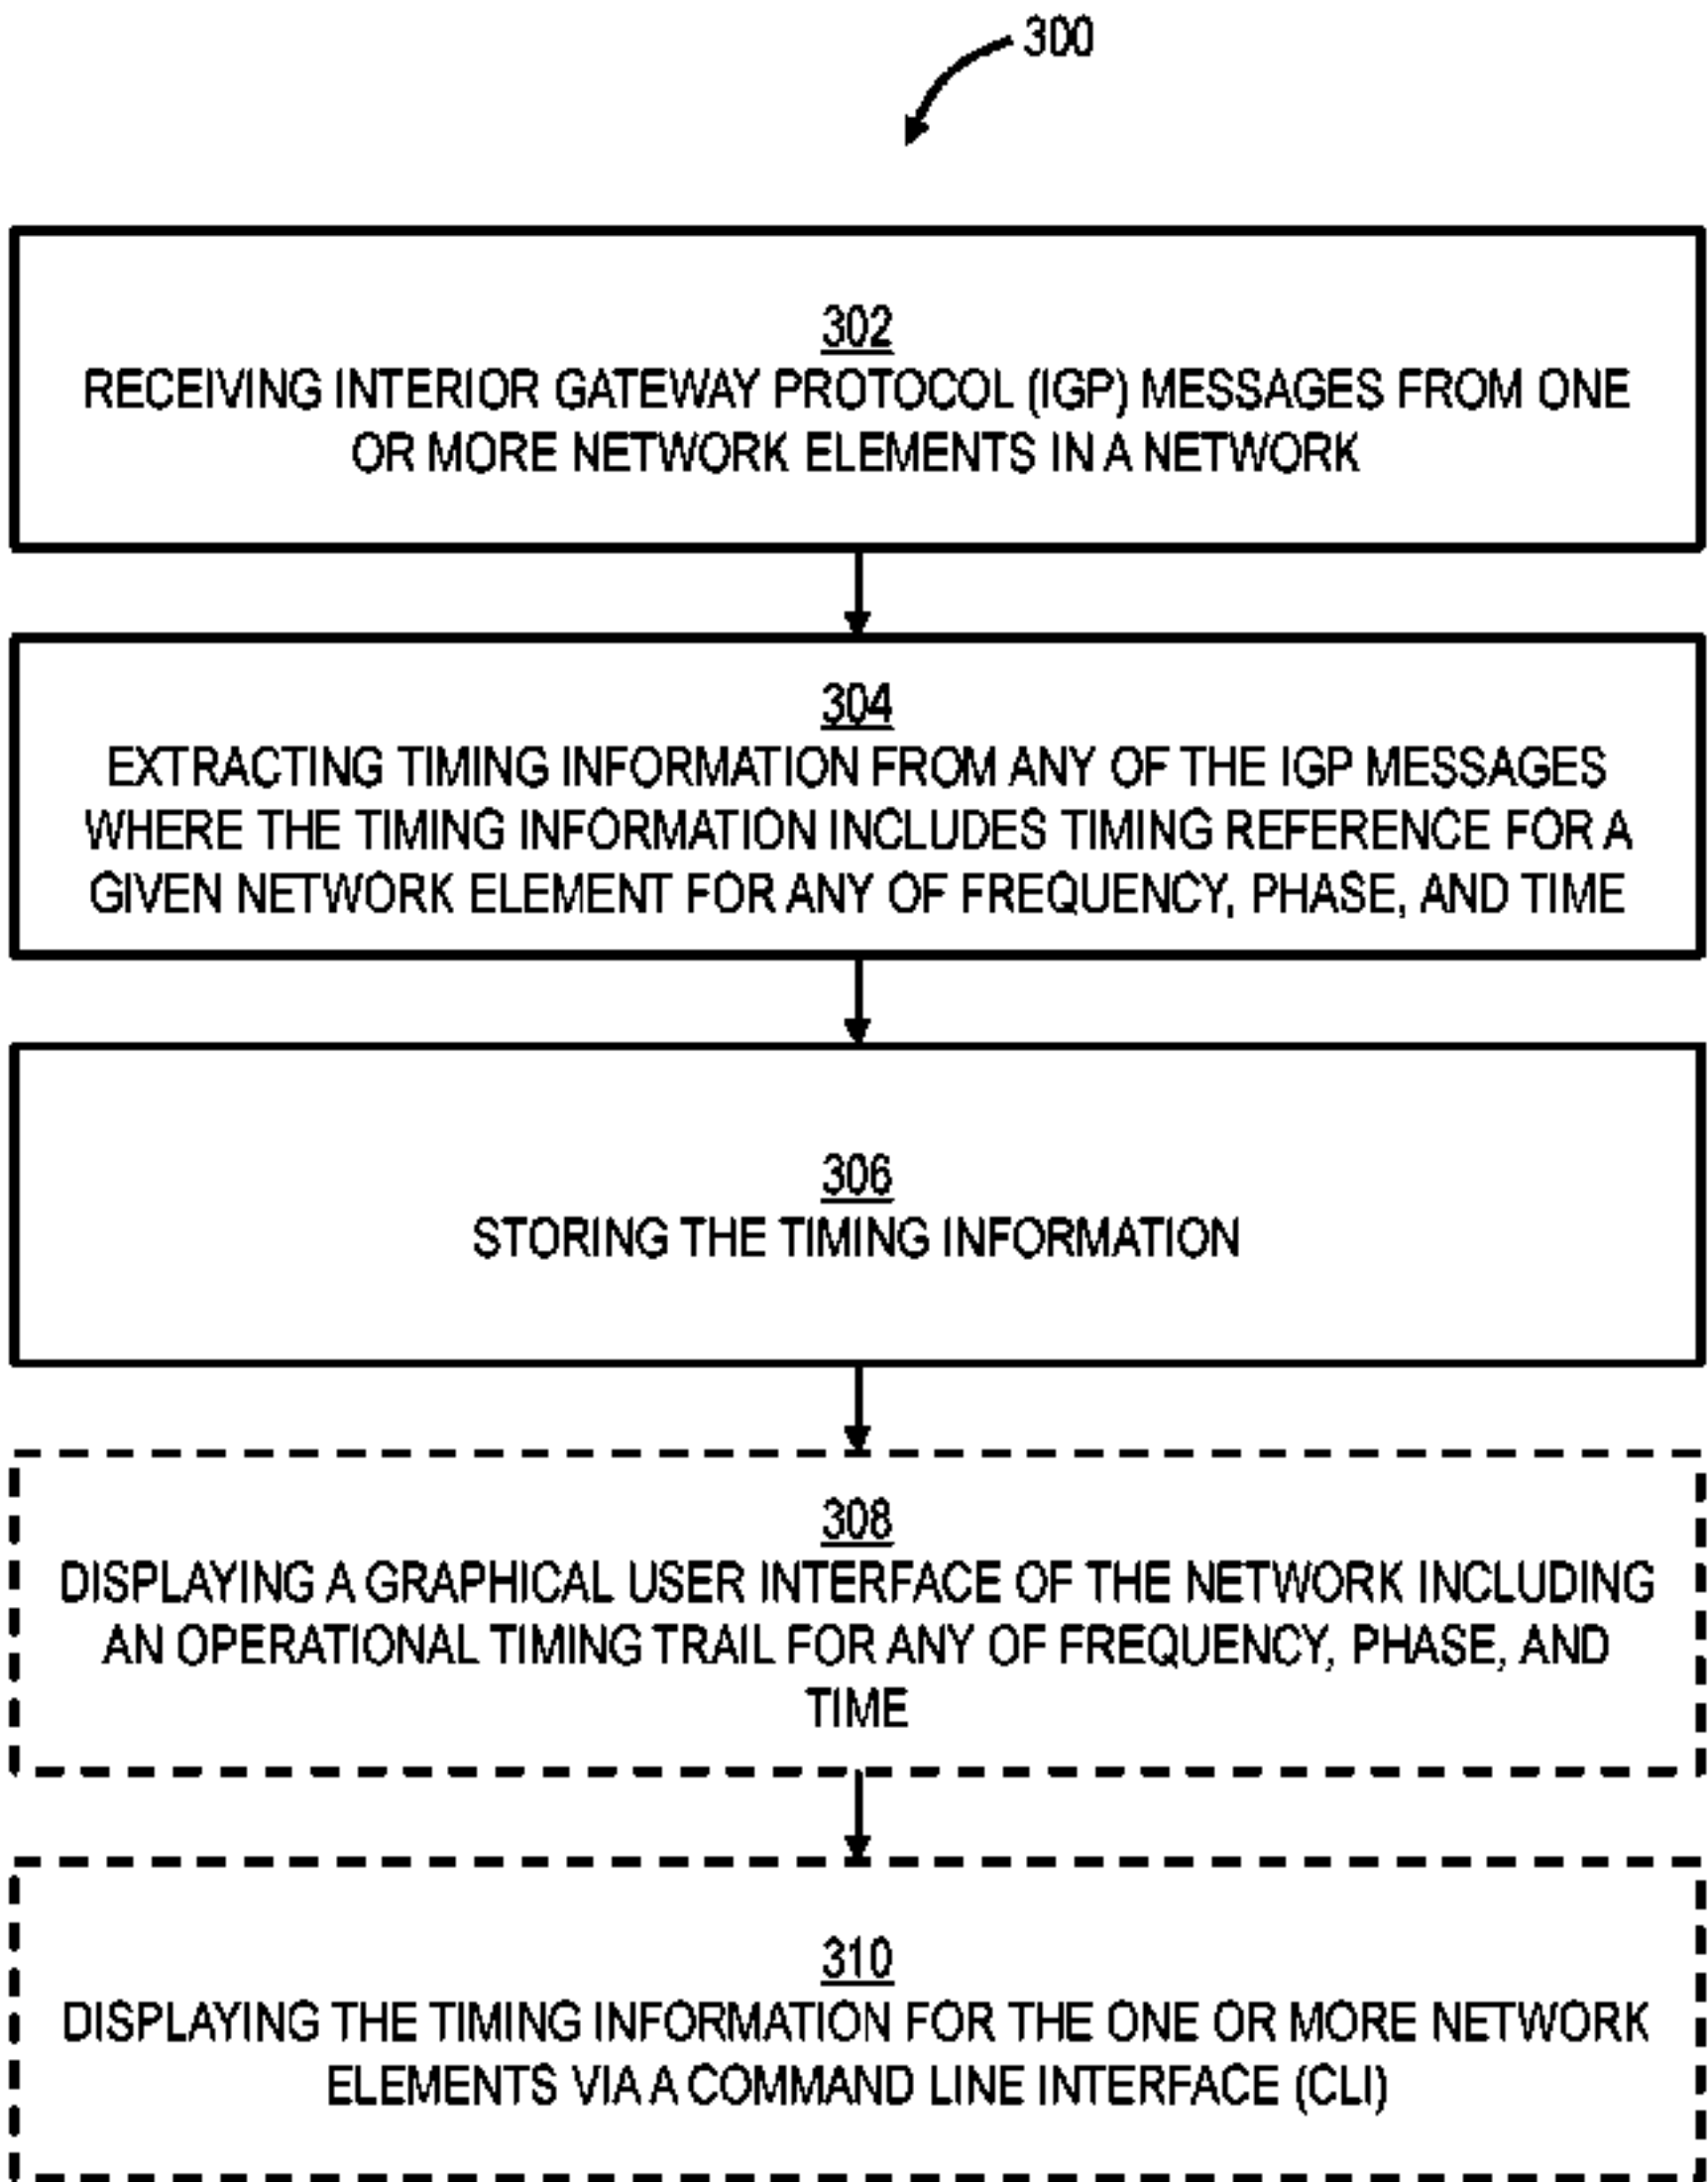 300
302
RECEIVING INTERIOR GATEWAY PROTOCOL (IGP) MESSAGES FROM ONE
OR MORE NETWORK ELEMENTS IN A NETWORK
304
EXTRACTING TIMING INFORMATION FROM ANY OF THE IGP MESSAGES
WHERE THE TIMING INFORMATION INCLUDES TIMING REFERENCE FOR A
GIVEN NETWORK ELEMENT FOR ANY OF FREQUENCY, PHASE, AND TIME
306
STORING THE TIMING INFORMATION
308
DISPLAYING A GRAPHICAL USER INTERFACE OF THE NETWORK INCLUDING
AN OPERATIONAL TIMING TRAIL FOR ANY OF FREQUENCY, PHASE, AND
TIME
310
DISPLAYING THE TIMING INFORMATION FOR THE ONE OR MORE NETWORK
ELEMENTS VIA A COMMAND LINE INTERFACE (CLI)